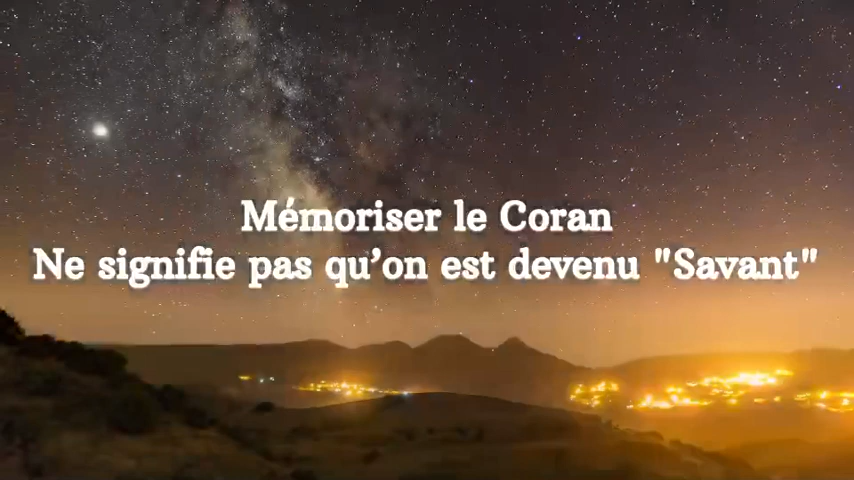 Mémoriser le Coran
Ne signifie pas qu’on est devenu "Savant"